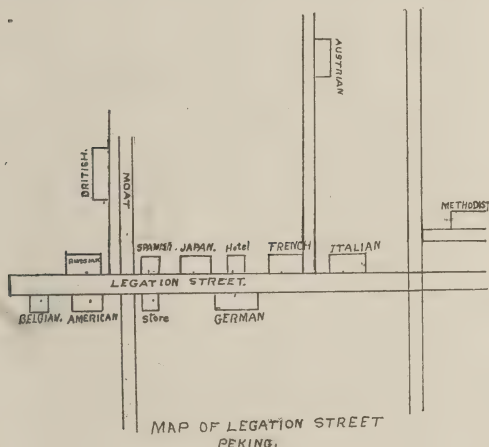 AUSTRIAN
BRITISH.
MOAT
METHODIST
RUSSIAN
SPANISH. JAPAN. Hotel FRENCH ITALIAN
LEGATION STREET.
BELGIAN. AMERICAN store GERMAN
MAP OF LEGATION STREET
PEKING.